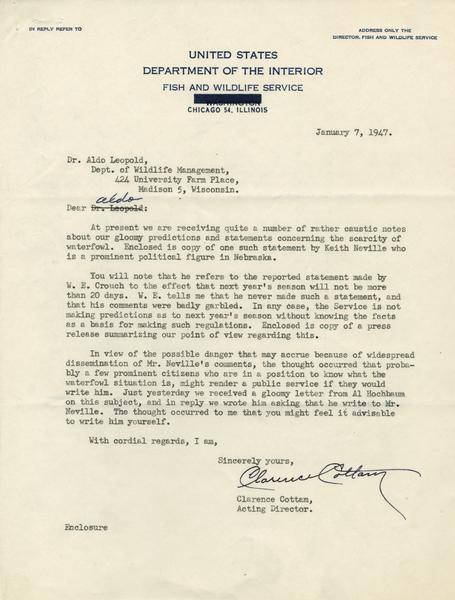 IN REPLY REFER TO
ADDRESS ONLY THE
DIRECTOR, FISH AND WILDLIFE SERVICE
UNITED STATES
DEPARTMENT OF THE INTERIOR
FISH AND WILDLIFE SERVICE
WASHINGTON
CHICAGO 54, ILLINOIS
January 7, 1947.
Dr. Aldo Leopold,
Dept. of Wildlife Management,
424 University Farm Place,
Madison 5, Wisconsin.
Aldo
Dear Dr. Leopold:
At present we are receiving quite a number of rather caustic notes
about our gloomy predictions and statements concerning the scarcity of
waterfowl. Enclosed is copy of one such statement by Keith Neville who
is a prominent political figure in Nebraska.
You will note that he refers to the reported statement made by
W. E. Crouch to the effect that next year's season will not be more
than 20 days. W. E. tells me that he never made such a statement, and
that his comments were badly garbled. In any case, the Service is not
making predictions as to next year's season without knowing the facts
as a basis for making such regulations. Enclosed is copy of a press
release summarizing our point of view regarding this.
In view of the possible danger that may accrue because of widespread
dissemination of Mr. Neville's comments, the thought occurred that prob-
ably a few prominent citizens who are in a position to know what the
waterfowl situation is, might render a public service if they would
write him. Just yesterday we received a gloomy letter from Al Hochbaum
on this subject, and in reply we wrote him asking that he write to Mr.
Neville. The thought occurred to me that you might feel it advisable
to write him yourself.
With cordial regards, I am,
Sincerely yours,
Clarence Cottam
Clarence Cottam,
Acting Director.
Enclosure